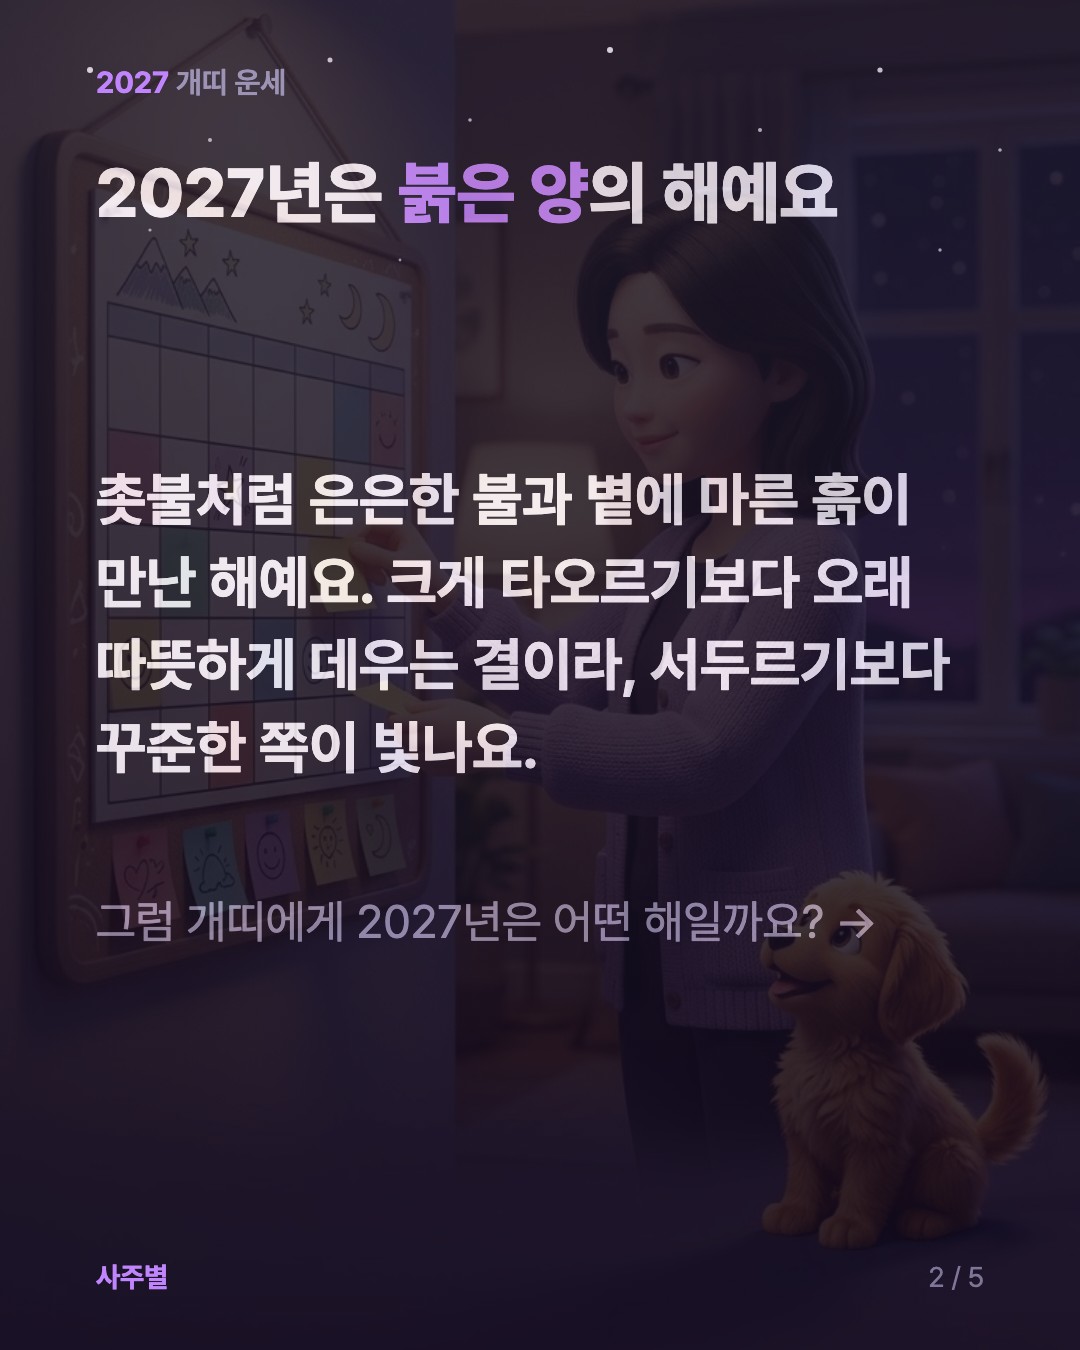 2027 개띠 운세
2027년은 붉은 양의 해예요
촛불처럼 은은한 불과 볕에 마른 흙이
만난 해예요. 크게 타오르기보다 오래
따뜻하게 데우는 결이라, 서두르기보다
꾸준한 쪽이 빛나요.
그럼 개띠에게 2027년은 어떤 해일까요? →
사주별
2 / 5